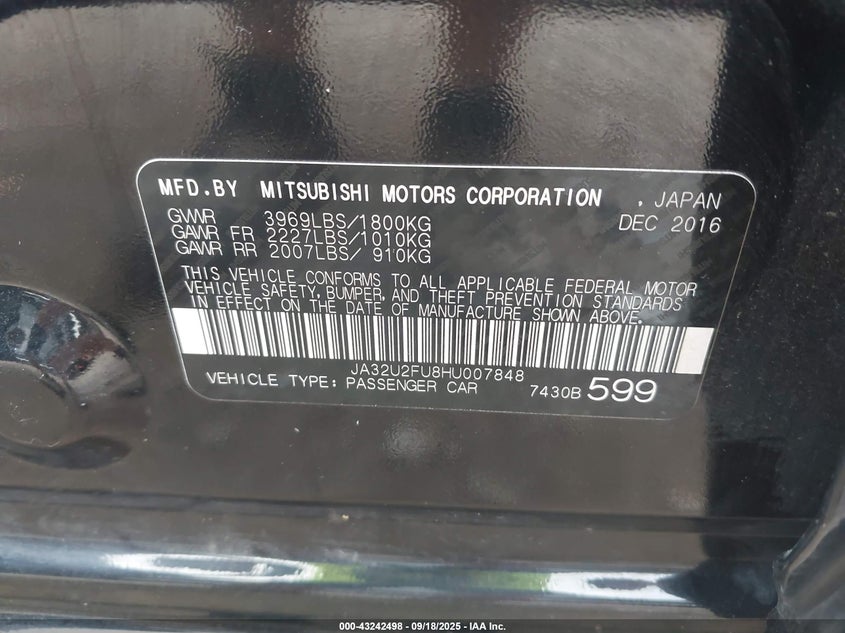 MFD.BY MITSUBISHI MOTORS CORPORATION , JAPAN
GVWR 3969LBS/1800KG DEC 2016
GAWR FR 2227LBS/1010KG
GAWR RR 2007LBS/ 910KG
THIS VEHICLE CONFORMS TO ALL APPLICABLE FEDERAL MOTOR
VEHICLE SAFETY, BUMPER, AND THEFT PREVENTION STANDARDS
IN EFFECT ON THE DATE OF MANUFACTURE SHOWN ABOVE.
JA32U2FU8HU007848
VEHICLE TYPE: PASSENGER CAR 7430B 599
000-43242498 - 09/18/2025 - IAA Inc.